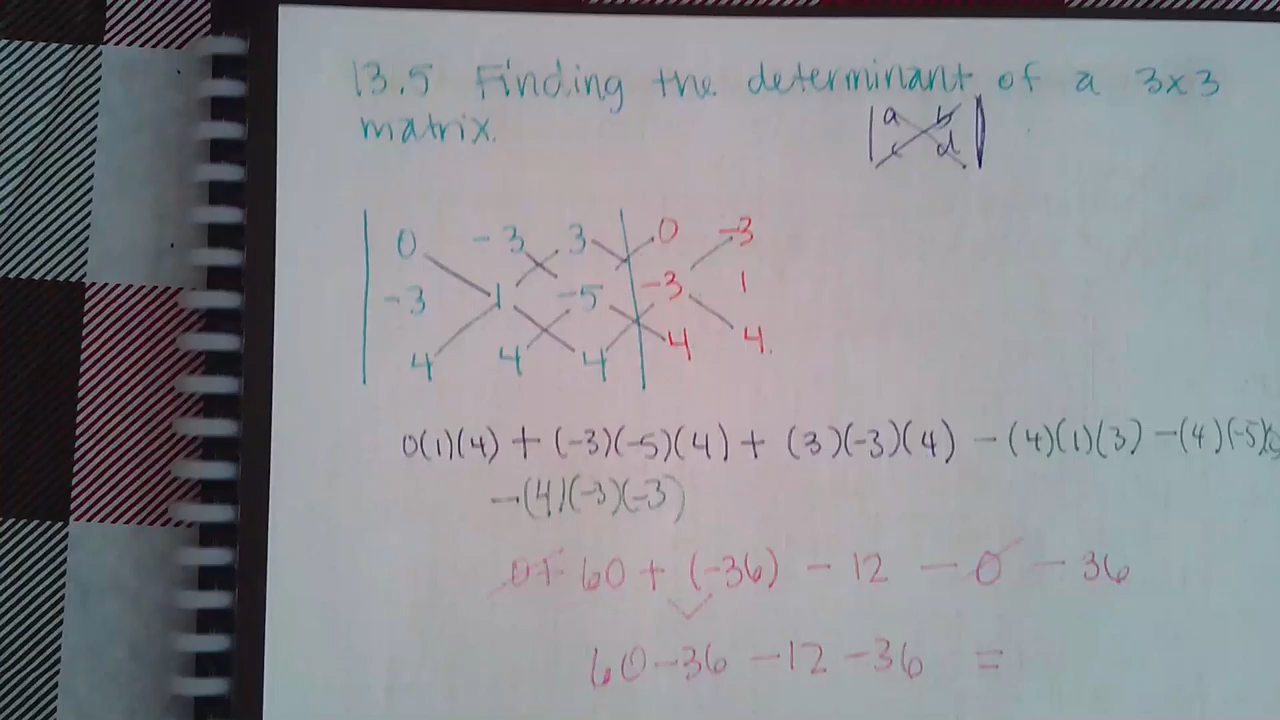 13.5 Finding the determinant of a 3x3
matrix.
|a b|
|c d|
| 0 -3 3 | 0 -3
| -3 1 -5 | -3 1
| 4 4 4 | 4 4.
0(1)(4) + (-3)(-5)(4) + (3)(-3)(4) - (4)(1)(3) - (4)(-5)(
-(4)(-3)(-3)
0+ 60 + (-36) - 12 - 0 - 36
60-36 -12 -36 =